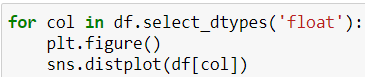 for col in df.select_dtypes('float'):
    plt.figure()
    sns.distplot(df[col])